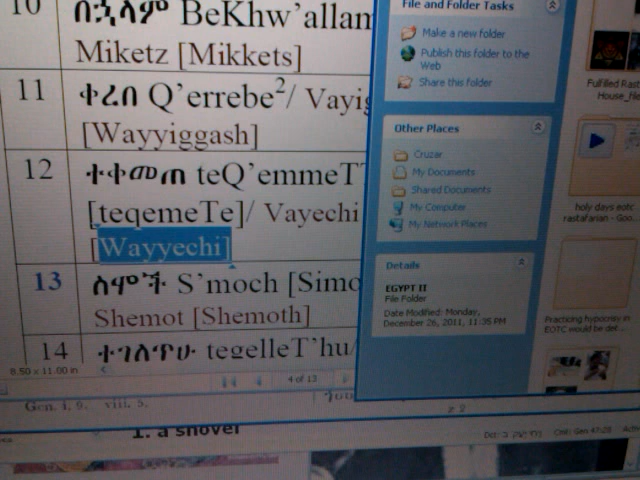 10 በኋላም BeKhw'allam
Miketz [Mikkets]
11 ቀረበ Q'errebe2/ Vayig
[Wayyiggash]
12 ተቀመጠ teQ'emmeT
[teqemeTe]/ Vayechi
[Wayyechi]
13 ስሞች S'moch [Simo
Shemot [Shemoth]
14 ተገለጥሁ tegelleT'hu/
8.50 x 11.00 in
4 of 13
Gen. i, 9. viii, 5.
1. a shovel
File and Folder Tasks
Make a new folder
Publish this folder to the
Web
Share this folder
Other Places
Cruzar
My Documents
Shared Documents
My Computer
My Network Places
Details
EGYPT II
File Folder
Date Modified: Monday,
December 26, 2011, 11:35 PM
Fulfilled Rast
House_file
holy days eotc
rastafarian - Goo...
Practicing hypocrisy in
EOTC would be det...